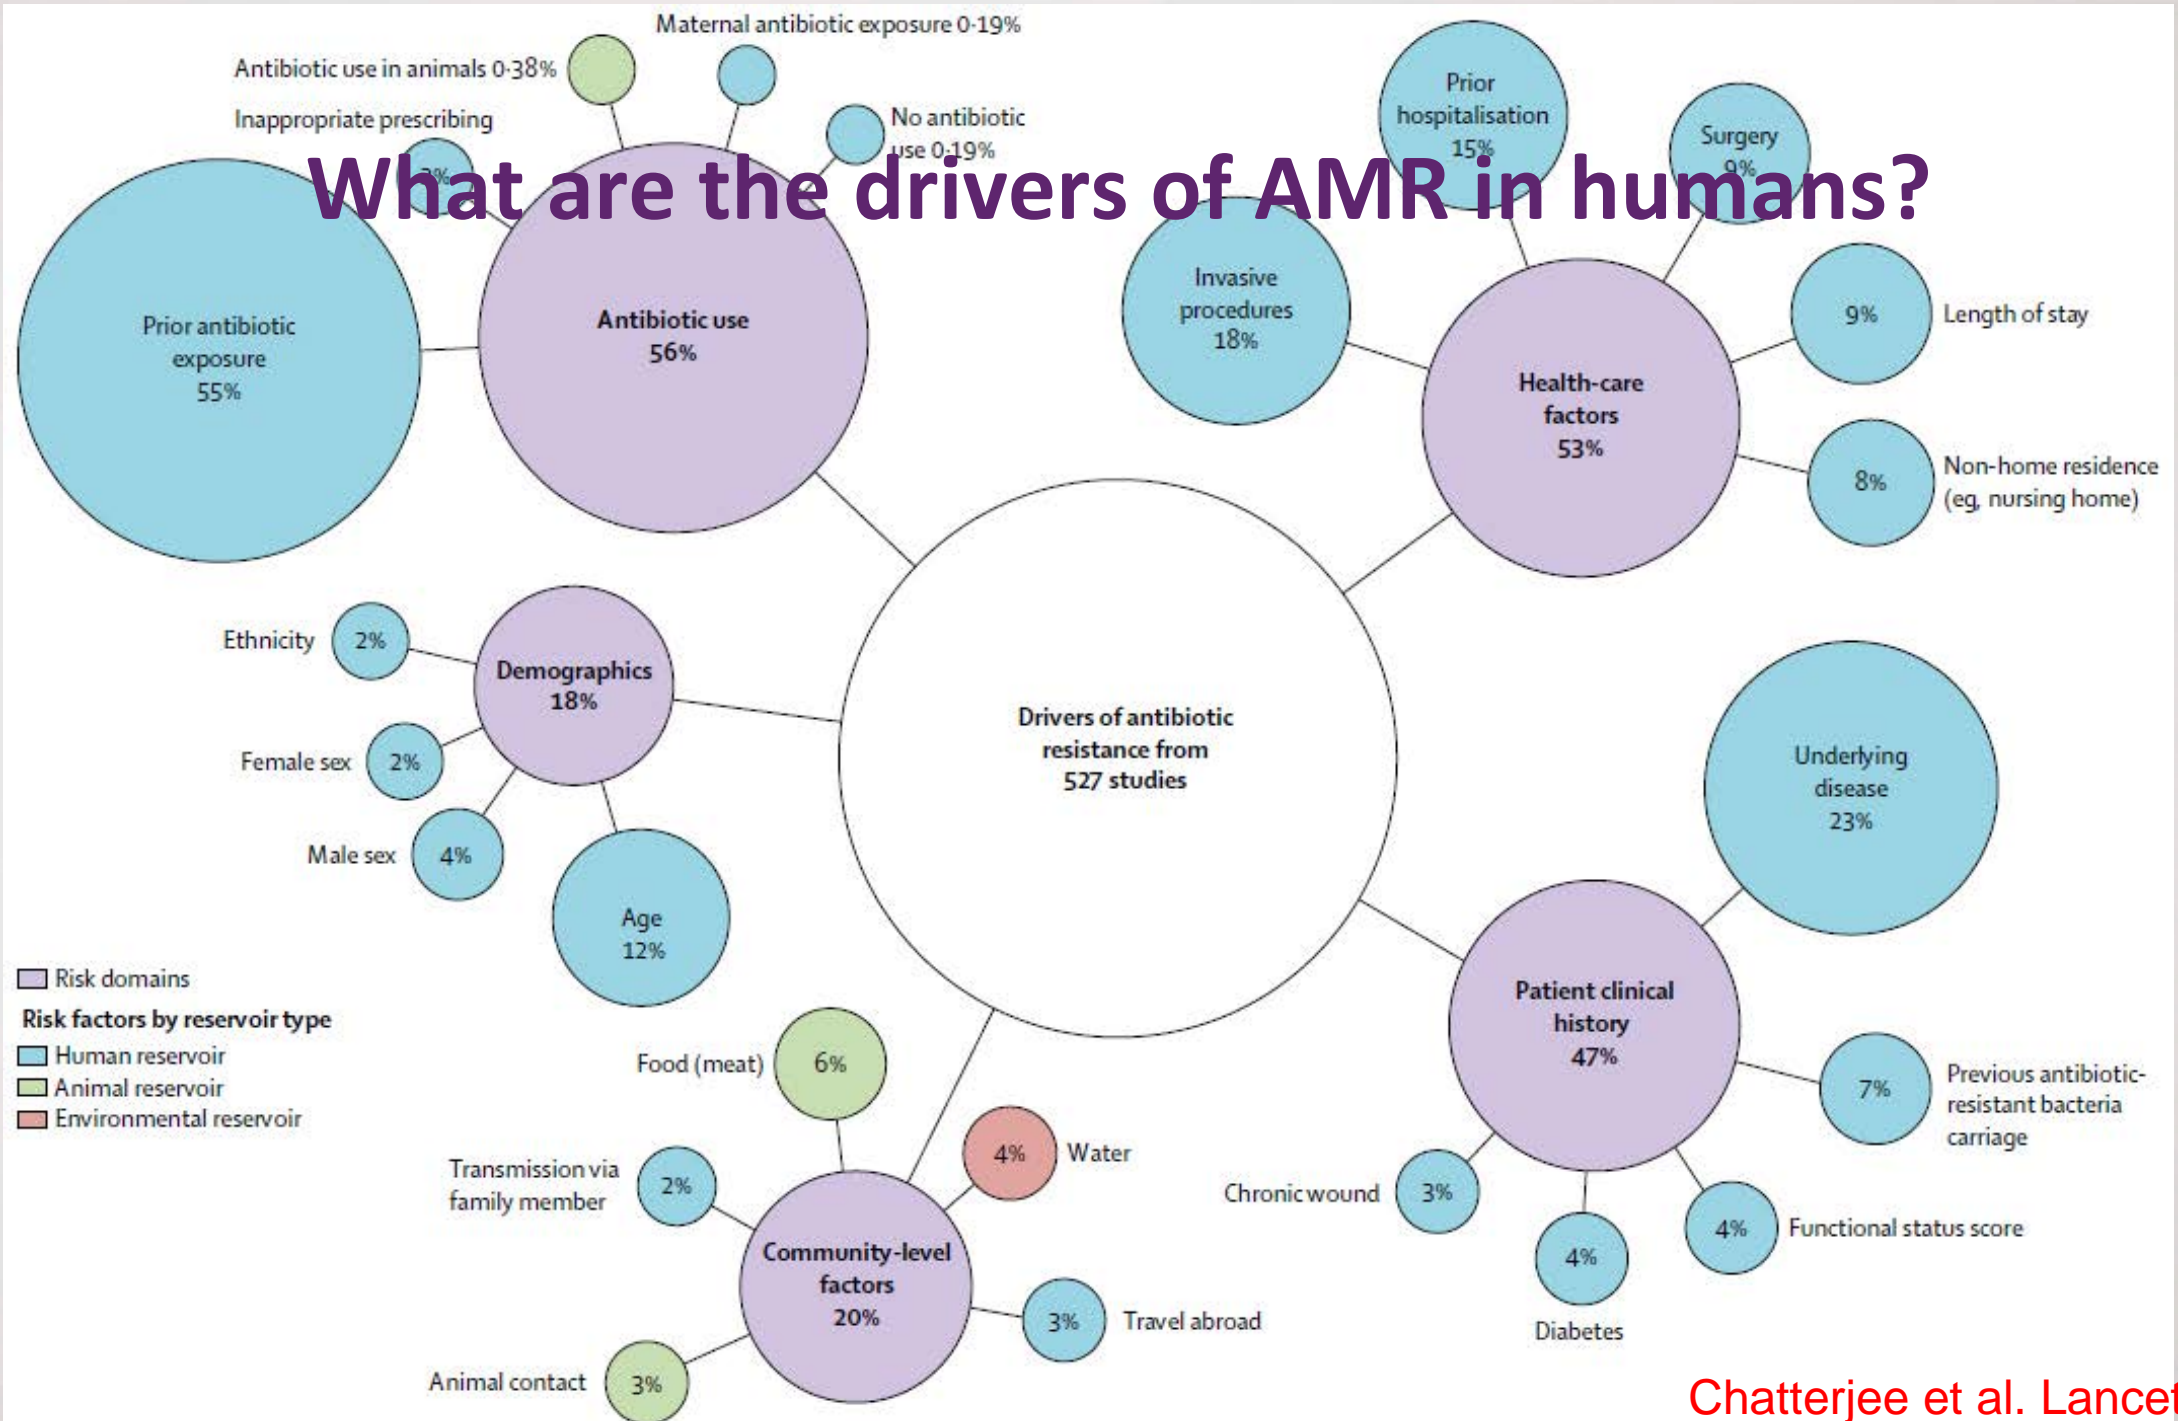 Maternal antibiotic exposure 0·19%
Antibiotic use in animals 0·38%
Inappropriate prescribing
No antibiotic
use 0·19%
What are the drivers of AMR in humans?
Prior antibiotic
exposure
55%
Antibiotic use
56%
Prior
hospitalisation
15%
Surgery
9%
Invasive
procedures
18%
9%
Length of stay
Health-care
factors
53%
8%
Non-home residence
(eg, nursing home)
Ethnicity
2%
Demographics
18%
Female sex
2%
Male sex
4%
Age
12%
Drivers of antibiotic
resistance from
527 studies
Underlying
disease
23%
Patient clinical
history
47%
7%
Previous antibiotic-
resistant bacteria
carriage
Chronic wound
3%
4%
Diabetes
4%
Functional status score
Risk domains
Risk factors by reservoir type
Human reservoir
Animal reservoir
Environmental reservoir
Food (meat)
6%
4%
Water
Transmission via
family member
2%
Community-level
factors
20%
3%
Travel abroad
Animal contact
3%
Chatterjee et al. Lancet